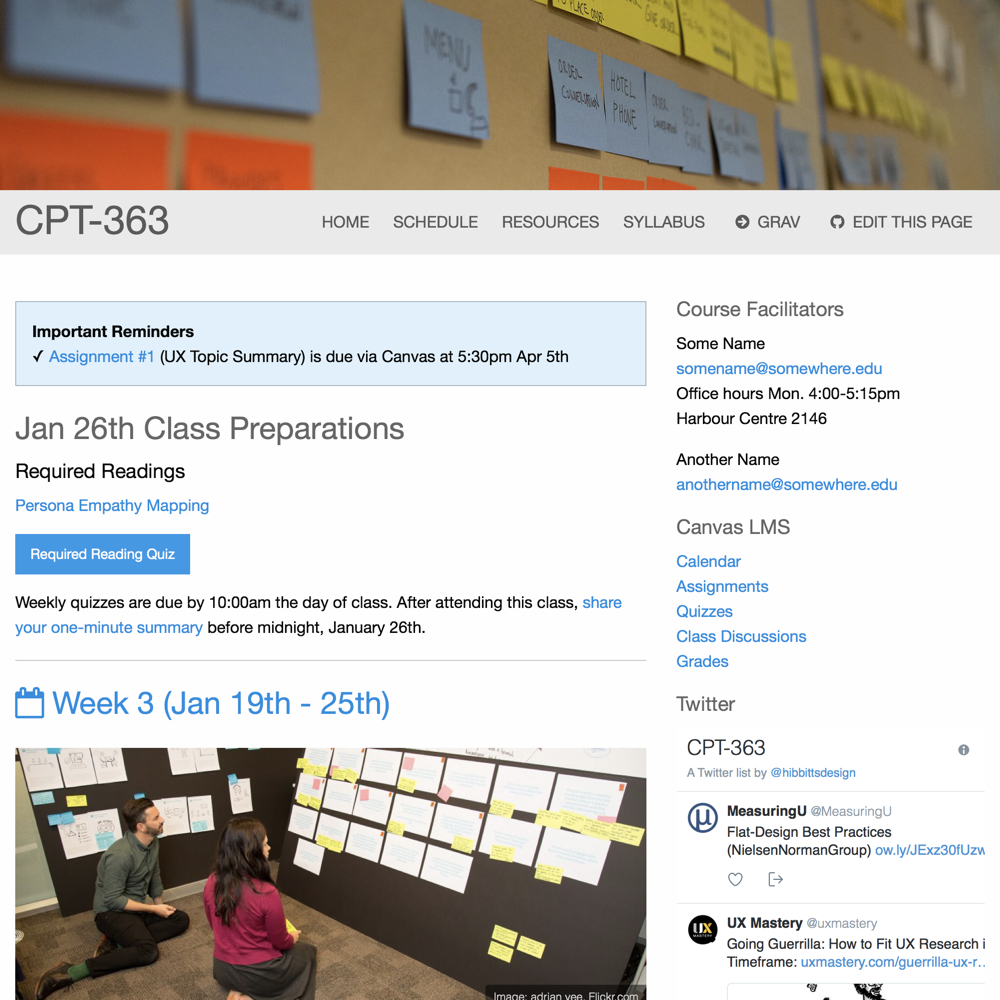 MENU
ORDER
HOTEL
PHONE
CPT-363
HOME
SCHEDULE
RESOURCES
SYLLABUS
GRAV
EDIT THIS PAGE
Important Reminders
✓ Assignment #1 (UX Topic Summary) is due via Canvas at 5:30pm Apr 5th
Jan 26th Class Preparations
Required Readings
Persona Empathy Mapping
Required Reading Quiz
Weekly quizzes are due by 10:00am the day of class. After attending this class, share
your one-minute summary before midnight, January 26th.
Week 3 (Jan 19th - 25th)
Image: adrian yee, Flickr.com
Course Facilitators
Some Name
somename@somewhere.edu
Office hours Mon. 4:00-5:15pm
Harbour Centre 2146
Another Name
anothername@somewhere.edu
Canvas LMS
Calendar
Assignments
Quizzes
Class Discussions
Grades
Twitter
CPT-363
A Twitter list by @hibbittsdesign
MeasuringU @MeasuringU
Flat-Design Best Practices
(NielsenNormanGroup) ow.ly/JExz30fUzw
UX Mastery @uxmastery
UX
MASTERY
Going Guerrilla: How to Fit UX Research i
Timeframe: uxmastery.com/guerrilla-ux-r…